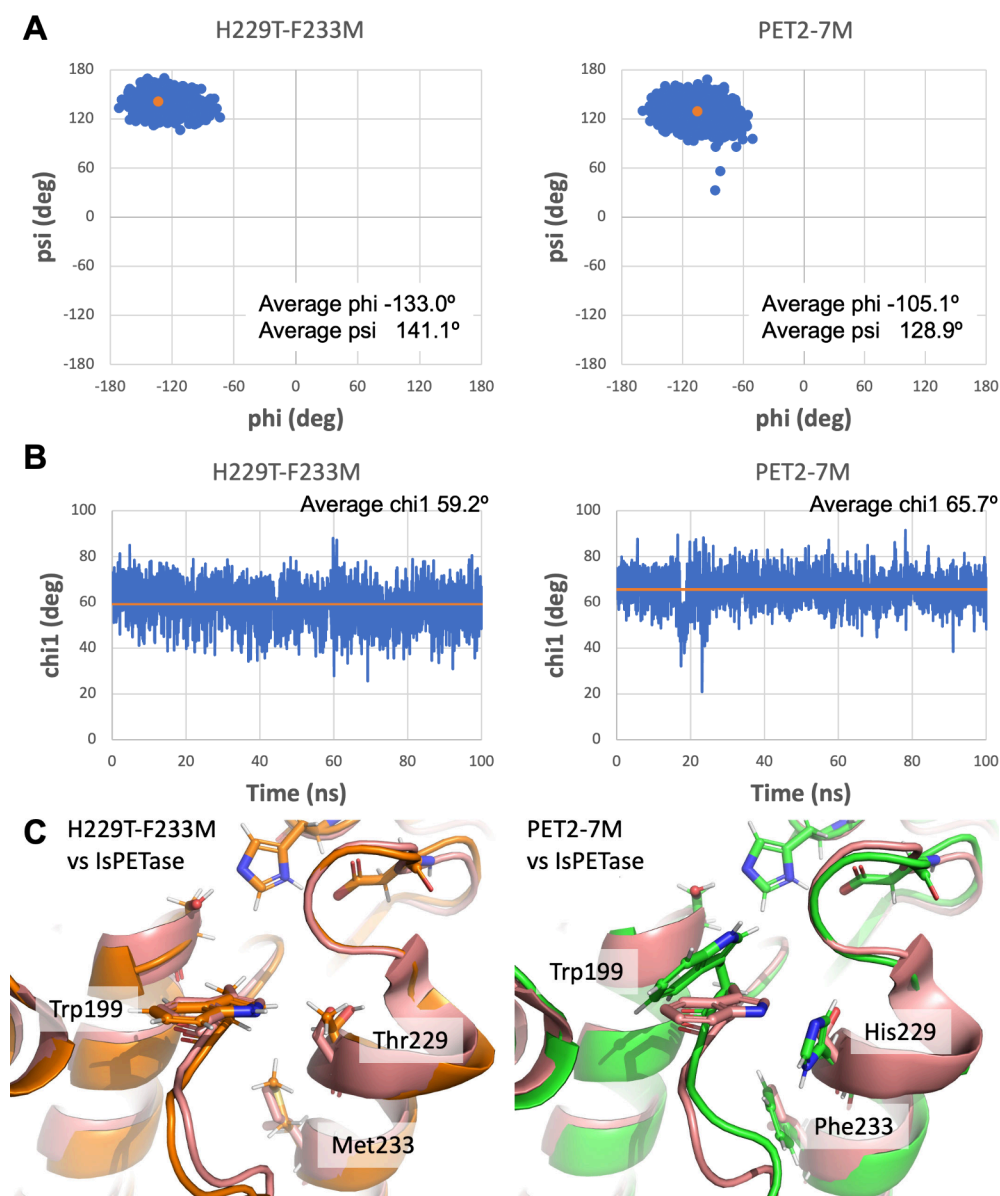 A
H229T-F233M
PET2-7M
180
120
60
0
-60
-120
-180
psi (deg)
Average phi -133.0º
Average psi 141.1º
-180 -120 -60 0 60 120 180
phi (deg)
180
120
60
0
-60
-120
-180
psi (deg)
Average phi -105.1º
Average psi 128.9º
-180 -120 -60 0 60 120 180
phi (deg)
B
H229T-F233M
Average chi1 59.2º
100
80
60
40
20
0
chi1 (deg)
0 20 40 60 80 100
Time (ns)
PET2-7M
Average chi1 65.7º
100
80
60
40
20
0
chi1 (deg)
0 20 40 60 80 100
Time (ns)
C
H229T-F233M
vs IsPETase
Trp199
Thr229
Met233
PET2-7M
vs IsPETase
Trp199
His229
Phe233